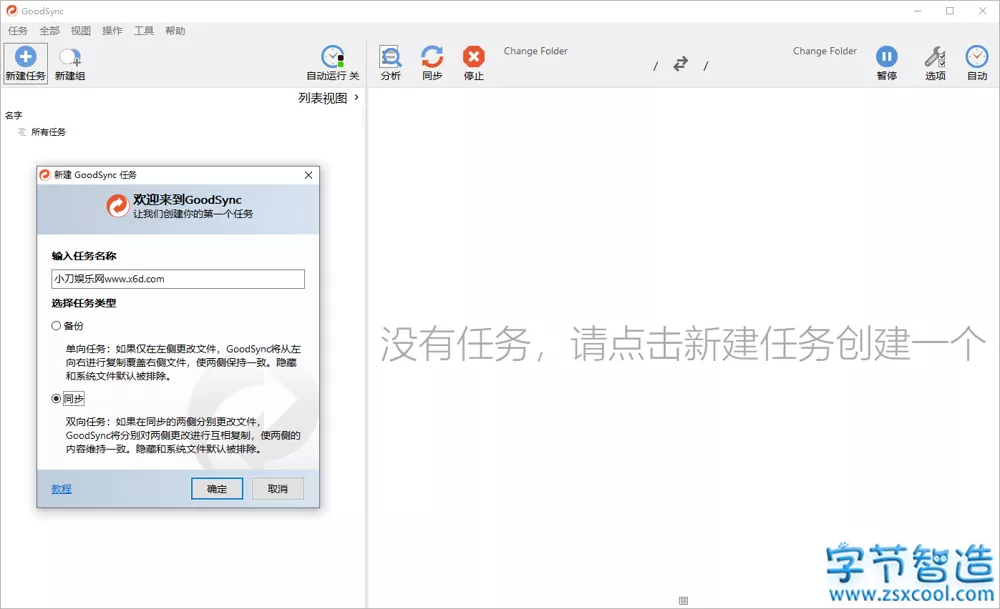 GoodSync
任务 全部 视图 操作 工具 帮助
新建任务 新建组 自动运行 关
分析 同步 停止 Change Folder / / Change Folder 暂停 选项 自动
列表视图 >
名字
所有任务
新建 GoodSync 任务
欢迎来到GoodSync
让我们创建你的第一个任务
输入任务名称
小刀娱乐网www.x6d.com
选择任务类型
备份
单向任务：如果仅在左侧更改文件，GoodSync将从左
向右进行复制覆盖右侧文件，使两侧保持一致。隐藏
和系统文件默认被排除。
同步
双向任务：如果在同步的两侧分别更改文件，
GoodSync将分别对两侧更改进行互相复制，使两侧的
内容维持一致。隐藏和系统文件默认被排除。
教程 确定 取消
没有任务，请点击新建任务创建一个
字节智造
www.zsxcool.com